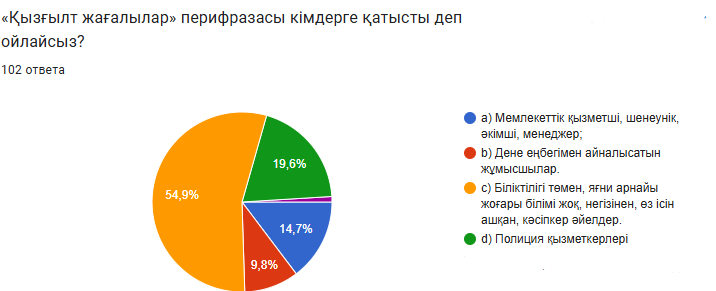 «Қызғылт жағалылар» перифразасы кімдерге қатысты деп
ойлайсыз?
102 ответа
54,9%
19,6%
14,7%
9,8%
a) Мемлекеттік қызметші, шенеунік,
әкімші, менеджер;
b) Дене еңбегімен айналысатын
жұмысшылар.
c) Біліктілігі төмен, яғни арнайы
жоғары білімі жоқ, негізінен, өз ісін
ашқан, кәсіпкер әйелдер.
d) Полиция қызметкерлері